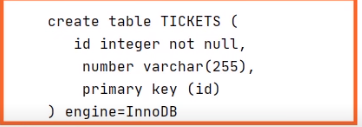 create table TICKETS (
id integer not null,
number varchar(255),
primary key (id)
) engine=InnoDB